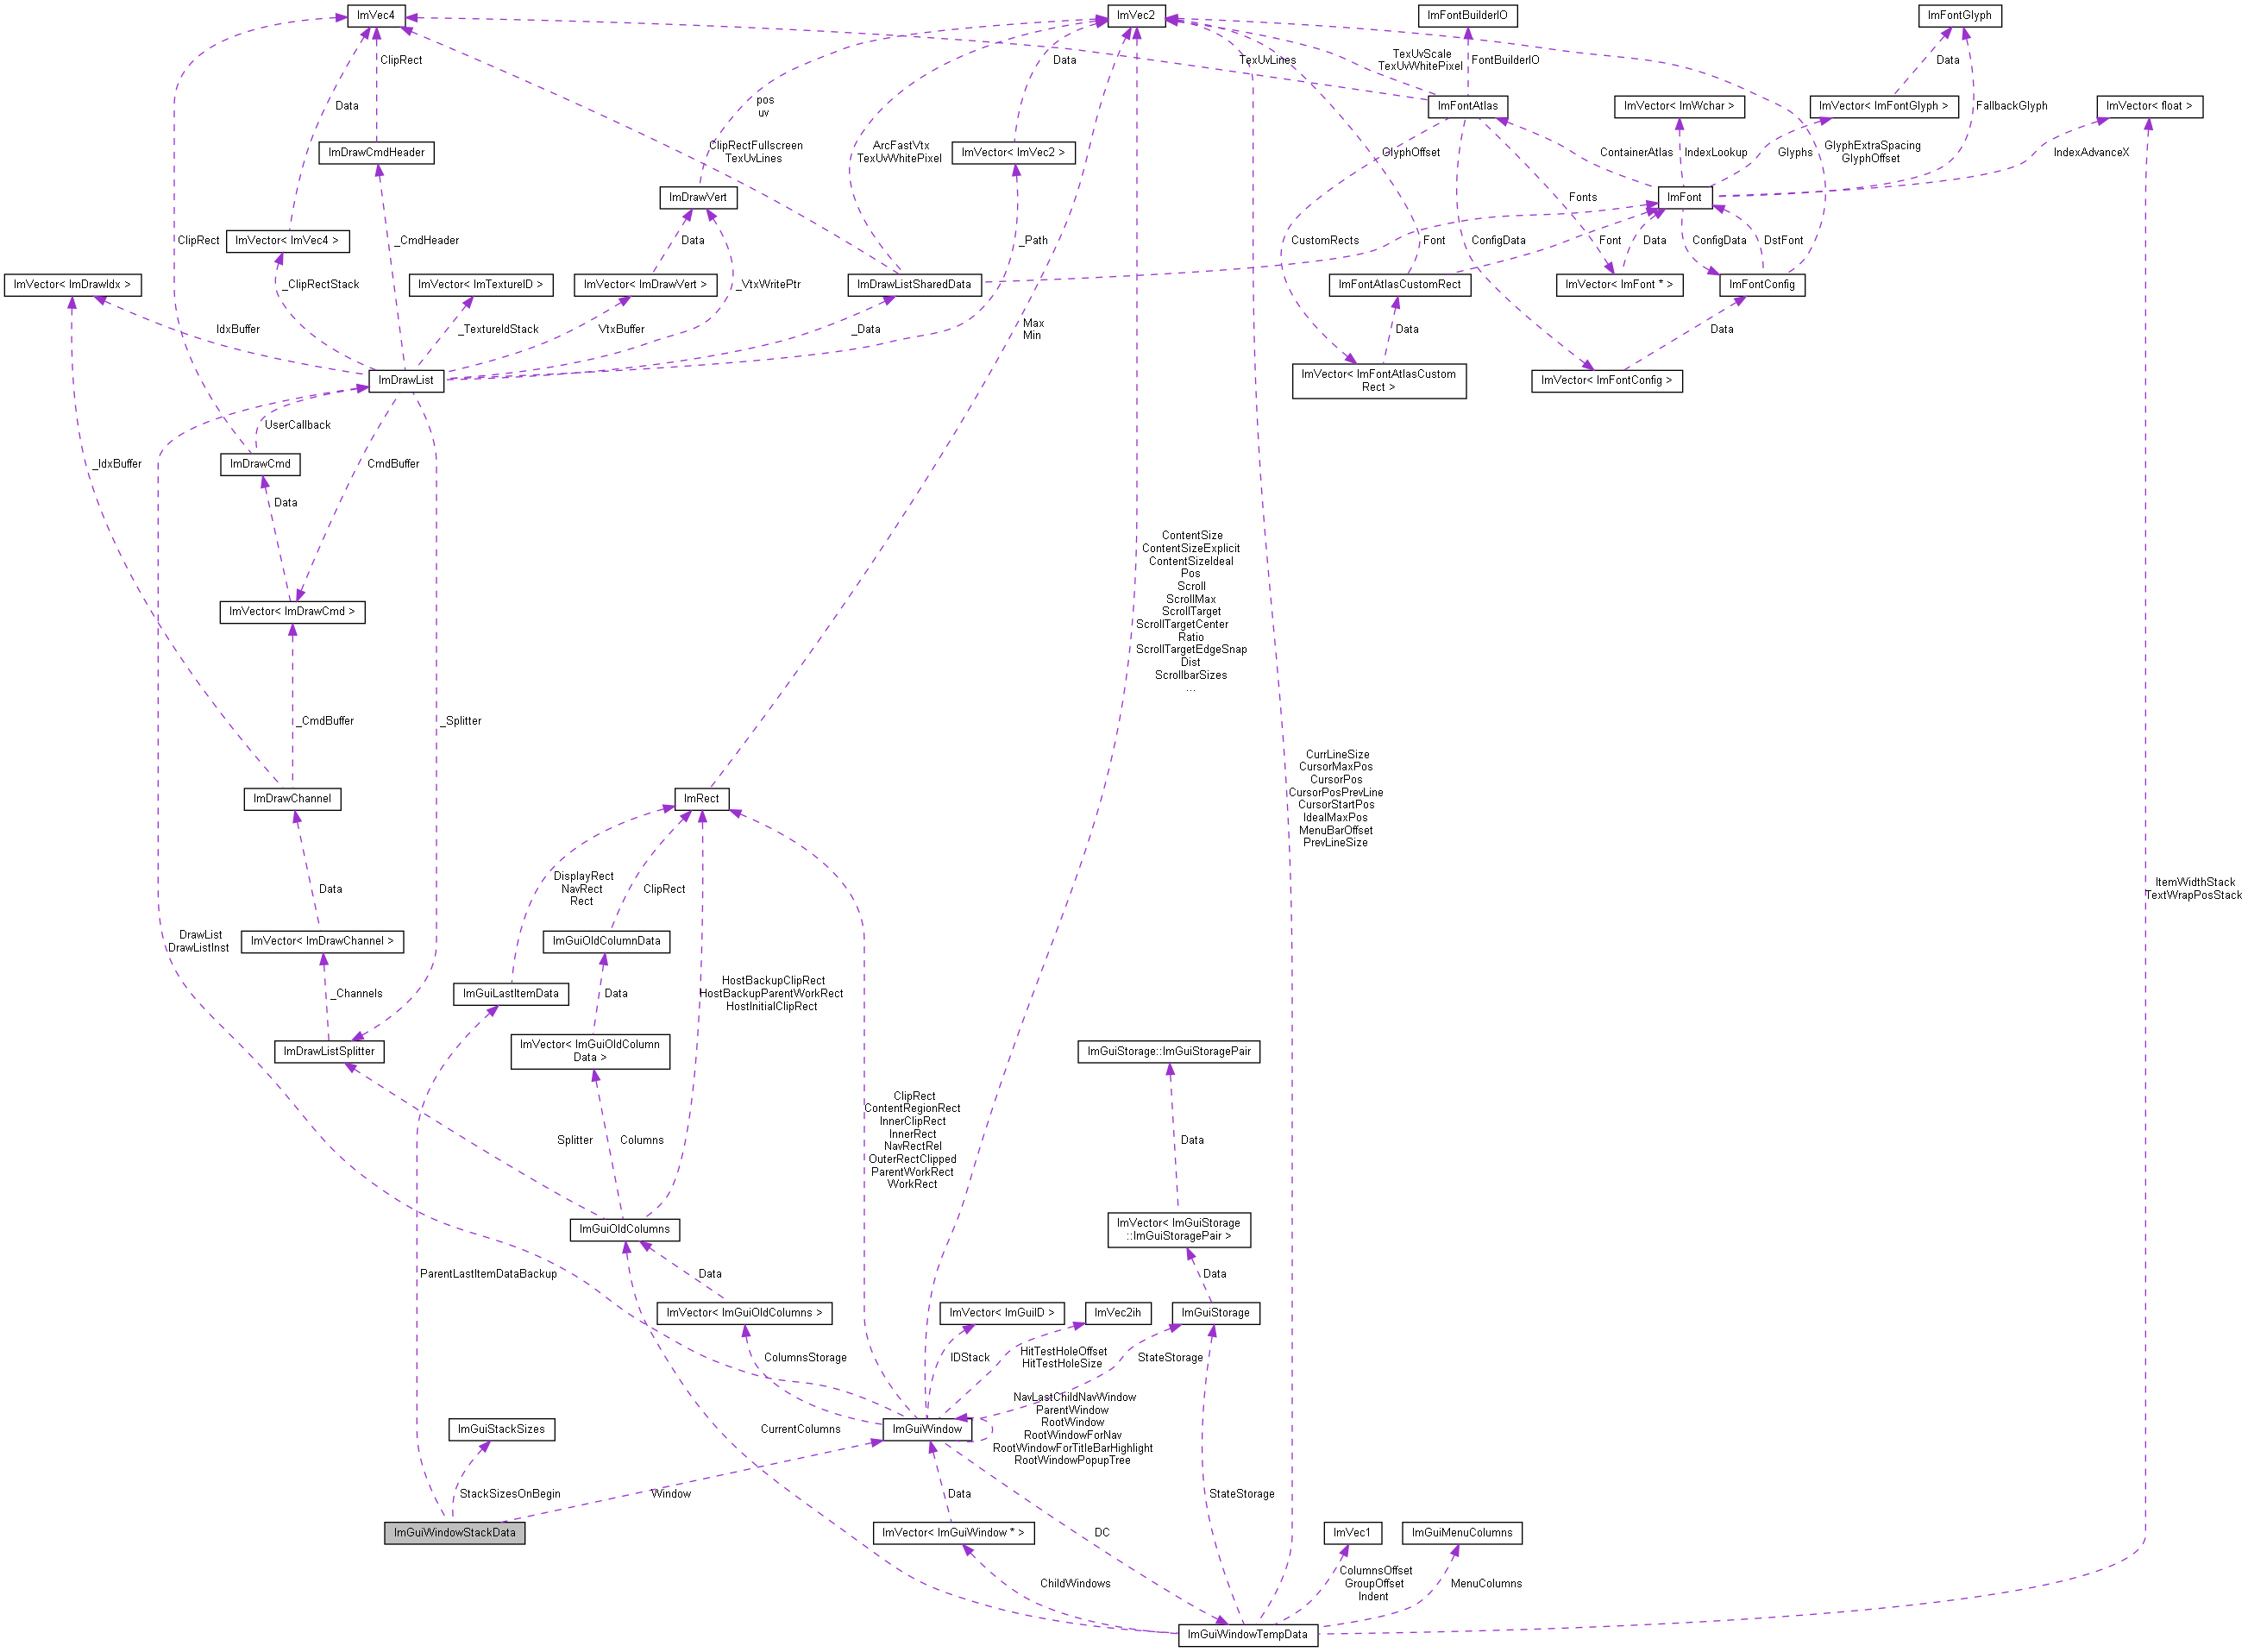 ImVec4
ImVec2
ImFontBuilderIO
ImFontGlyph
ClipRect
Data
TexUvLines
TexUvScale
TexUvWhitePixel
FontBuilderIO
Data
Data
pos
uv
ImFontAtlas
ImVector< ImWchar >
ImVector< ImFontGlyph >
FallbackGlyph
ImVector< float >
ImDrawCmdHeader
ClipRectFullscreen
TexUvLines
ArcFastVtx
TexUvWhitePixel
ImVector< ImVec2 >
GlyphOffset
ContainerAtlas
IndexLookup
Glyphs
GlyphExtraSpacing
GlyphOffset
IndexAdvanceX
ImDrawVert
Fonts
ImFont
ClipRect
ImVector< ImVec4 >
_CmdHeader
Data
_Path
CustomRects
Font
ConfigData
Font
Data
ConfigData
DstFont
ImVector< ImDrawIdx >
_ClipRectStack
ImVector< ImTextureID >
ImVector< ImDrawVert >
_VtxWritePtr
ImDrawListSharedData
ImFontAtlasCustomRect
ImVector< ImFont * >
ImFontConfig
IdxBuffer
_TextureIdStack
VtxBuffer
_Data
Max
Min
Data
Data
ImDrawList
ImVector< ImFontAtlasCustom
Rect >
ImVector< ImFontConfig >
UserCallback
_IdxBuffer
ImDrawCmd
CmdBuffer
Data
ContentSize
ContentSizeExplicit
ContentSizeIdeal
Pos
Scroll
ScrollMax
ScrollTarget
ScrollTargetCenter
Ratio
ScrollTargetEdgeSnap
Dist
ScrollbarSizes
...
ImVector< ImDrawCmd >
_CmdBuffer
_Splitter
CurrLineSize
CursorMaxPos
CursorPos
CursorPosPrevLine
CursorStartPos
IdealMaxPos
MenuBarOffset
PrevLineSize
ImDrawChannel
ImRect
Data
DisplayRect
NavRect
Rect
ClipRect
ItemWidthStack
TextWrapPosStack
DrawList
DrawListInst
ImVector< ImDrawChannel >
ImGuiOldColumnData
_Channels
ImGuiLastItemData
Data
HostBackupClipRect
HostBackupParentWorkRect
HostInitialClipRect
ImDrawListSplitter
ImVector< ImGuiOldColumn
Data >
ImGuiStorage::ImGuiStoragePair
ClipRect
ContentRegionRect
InnerClipRect
InnerRect
NavRectRel
OuterRectClipped
ParentWorkRect
WorkRect
Splitter
Columns
Data
ImGuiOldColumns
ImVector< ImGuiStorage
::ImGuiStoragePair >
ParentLastItemDataBackup
Data
Data
ImVector< ImGuiOldColumns >
ImVector< ImGuiID >
ImVec2ih
ImGuiStorage
ColumnsStorage
IDStack
HitTestHoleOffset
HitTestHoleSize
StateStorage
NavLastChildNavWindow
ParentWindow
RootWindow
RootWindowForNav
RootWindowForTitleBarHighlight
RootWindowPopupTree
ImGuiStackSizes
CurrentColumns
ImGuiWindow
StackSizesOnBegin
Window
Data
StateStorage
ImGuiWindowStackData
ImVector< ImGuiWindow * >
DC
ImVec1
ImGuiMenuColumns
ChildWindows
ColumnsOffset
GroupOffset
Indent
MenuColumns
ImGuiWindowTempData